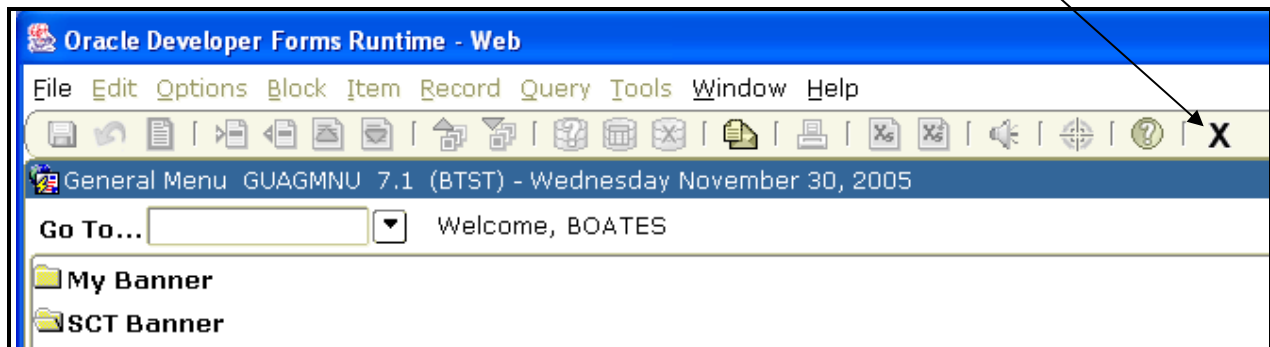 Oracle Developer Forms Runtime - Web
File Edit Options Block Item Record Query Tools Window Help
X
General Menu GUAGMNU 7.1 (BTST) - Wednesday November 30, 2005
Go To... Welcome, BOATES
My Banner
SCT Banner